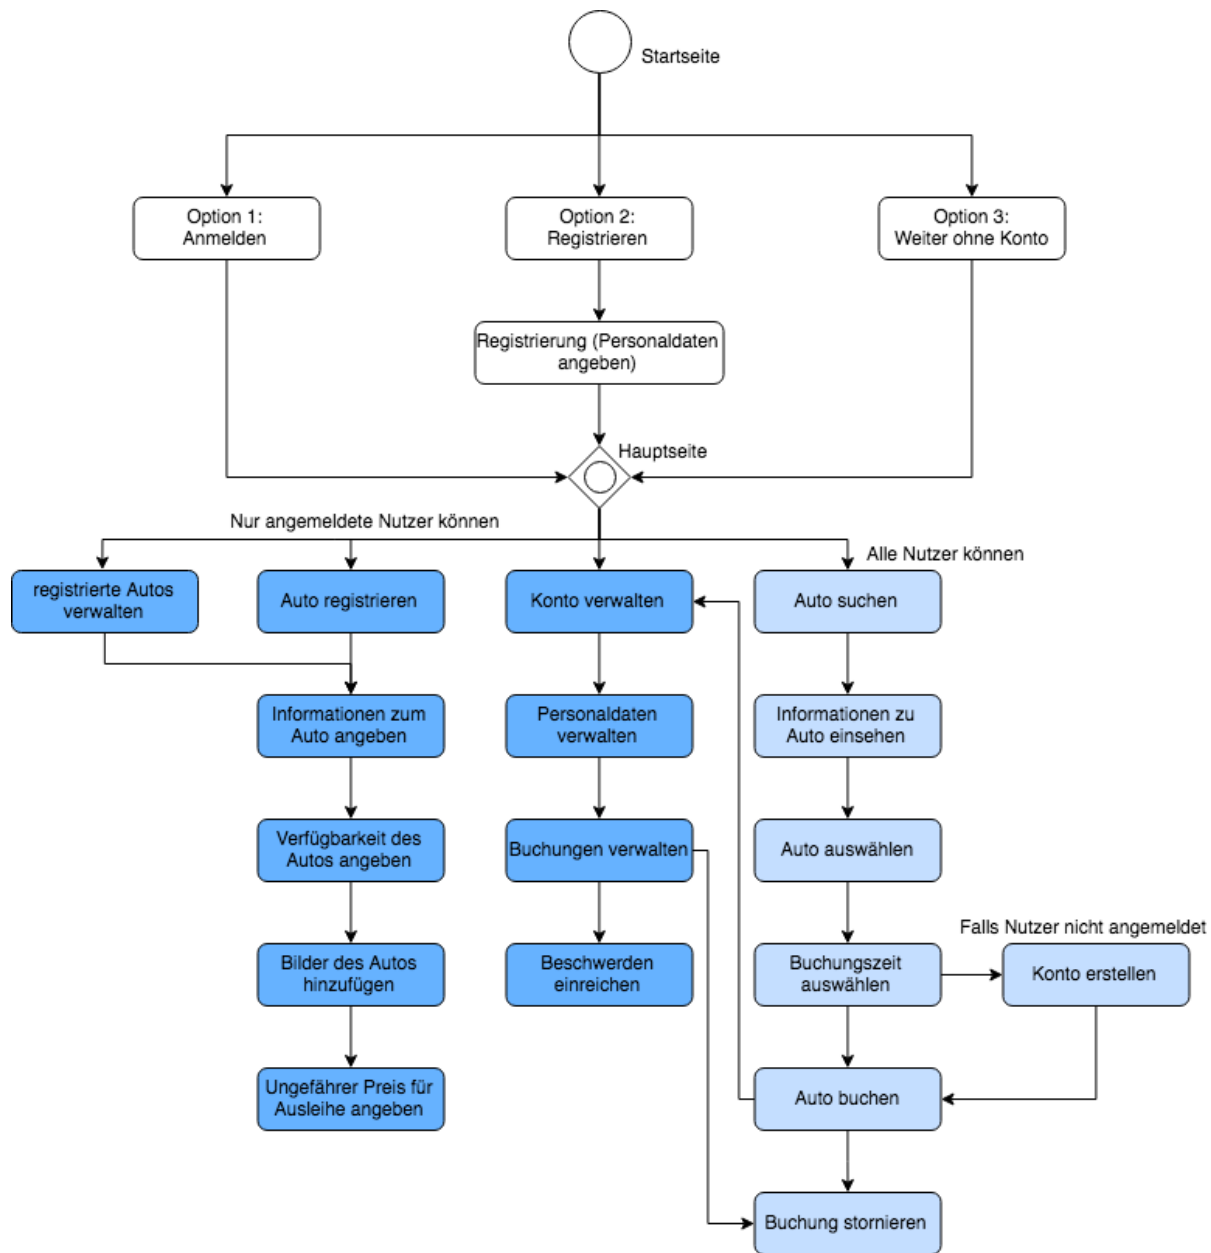 Startseite
Option 1:
Anmelden
Option 2:
Registrieren
Option 3:
Weiter ohne Konto
Registrierung (Personaldaten
angeben)
Hauptseite
Nur angemeldete Nutzer können
Alle Nutzer können
registrierte Autos
verwalten
Auto registrieren
Konto verwalten
Auto suchen
Informationen zum
Auto angeben
Personaldaten
verwalten
Informationen zu
Auto einsehen
Verfügbarkeit des
Autos angeben
Buchungen verwalten
Auto auswählen
Falls Nutzer nicht angemeldet
Bilder des Autos
hinzufügen
Beschwerden
einreichen
Buchungszeit
auswählen
Konto erstellen
Ungefährer Preis für
Ausleihe angeben
Auto buchen
Buchung stornieren